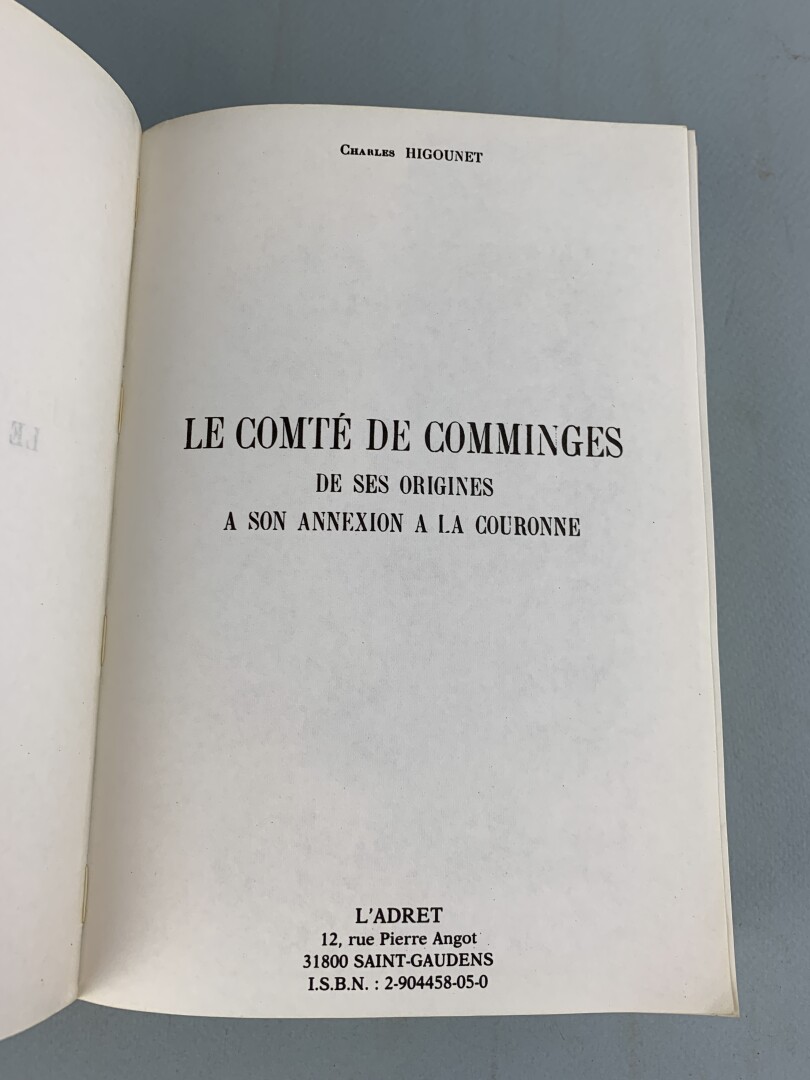 CHARLES HIGOUNET
LE COMTÉ DE COMMINGES
DE SES ORIGINES
A SON ANNEXION A LA COURONNE
L'ADRET
12, rue Pierre Angot
31800 SAINT-GAUDENS
I.S.B.N. : 2-904458-05-0
LE